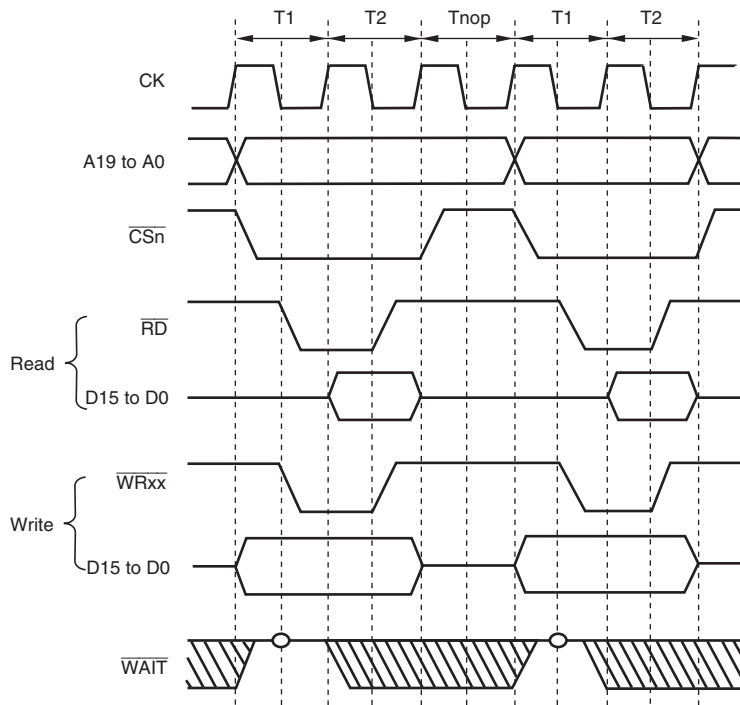 T1 T2 Tnop T1 T2
CK
A19 to A0
CSn
RD
Read
D15 to D0
WRxx
Write
D15 to D0
WAIT